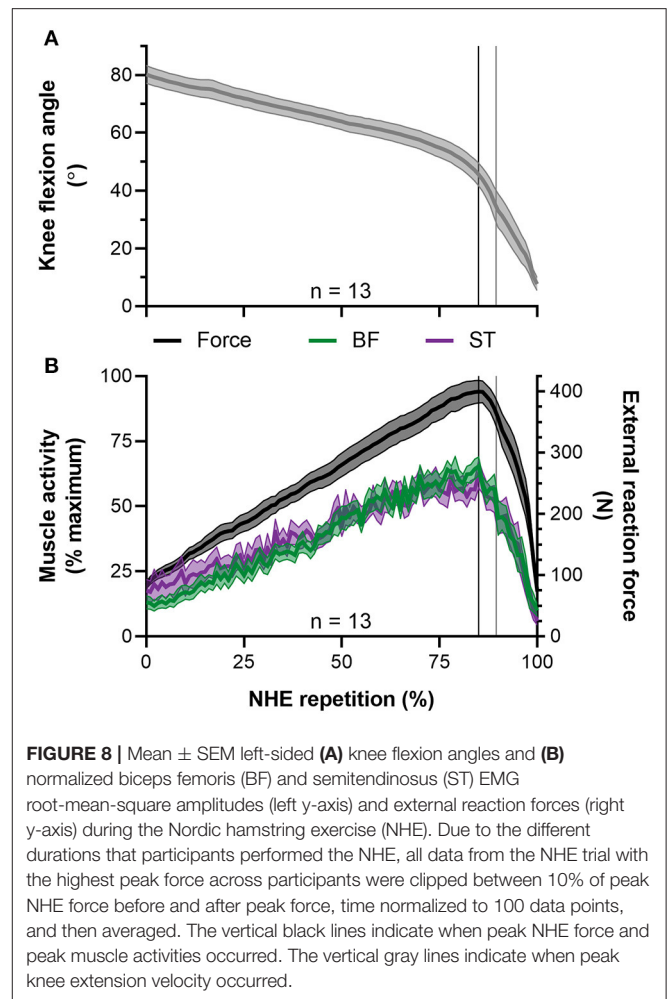 A
80
60
40
20
0
Knee flexion angle
(°)
n = 13
Force BF ST
B
100
75
50
25
0
Muscle activity
(% maximum)
400
300
200
100
0
External reaction force
(N)
n = 13
0 25 50 75 100
NHE repetition (%)
FIGURE 8 | Mean ± SEM left-sided (A) knee flexion angles and (B)
normalized biceps femoris (BF) and semitendinosus (ST) EMG
root-mean-square amplitudes (left y-axis) and external reaction forces (right
y-axis) during the Nordic hamstring exercise (NHE). Due to the different
durations that participants performed the NHE, all data from the NHE trial with
the highest peak force across participants were clipped between 10% of peak
NHE force before and after peak force, time normalized to 100 data points,
and then averaged. The vertical black lines indicate when peak NHE force and
peak muscle activities occurred. The vertical gray lines indicate when peak
knee extension velocity occurred.